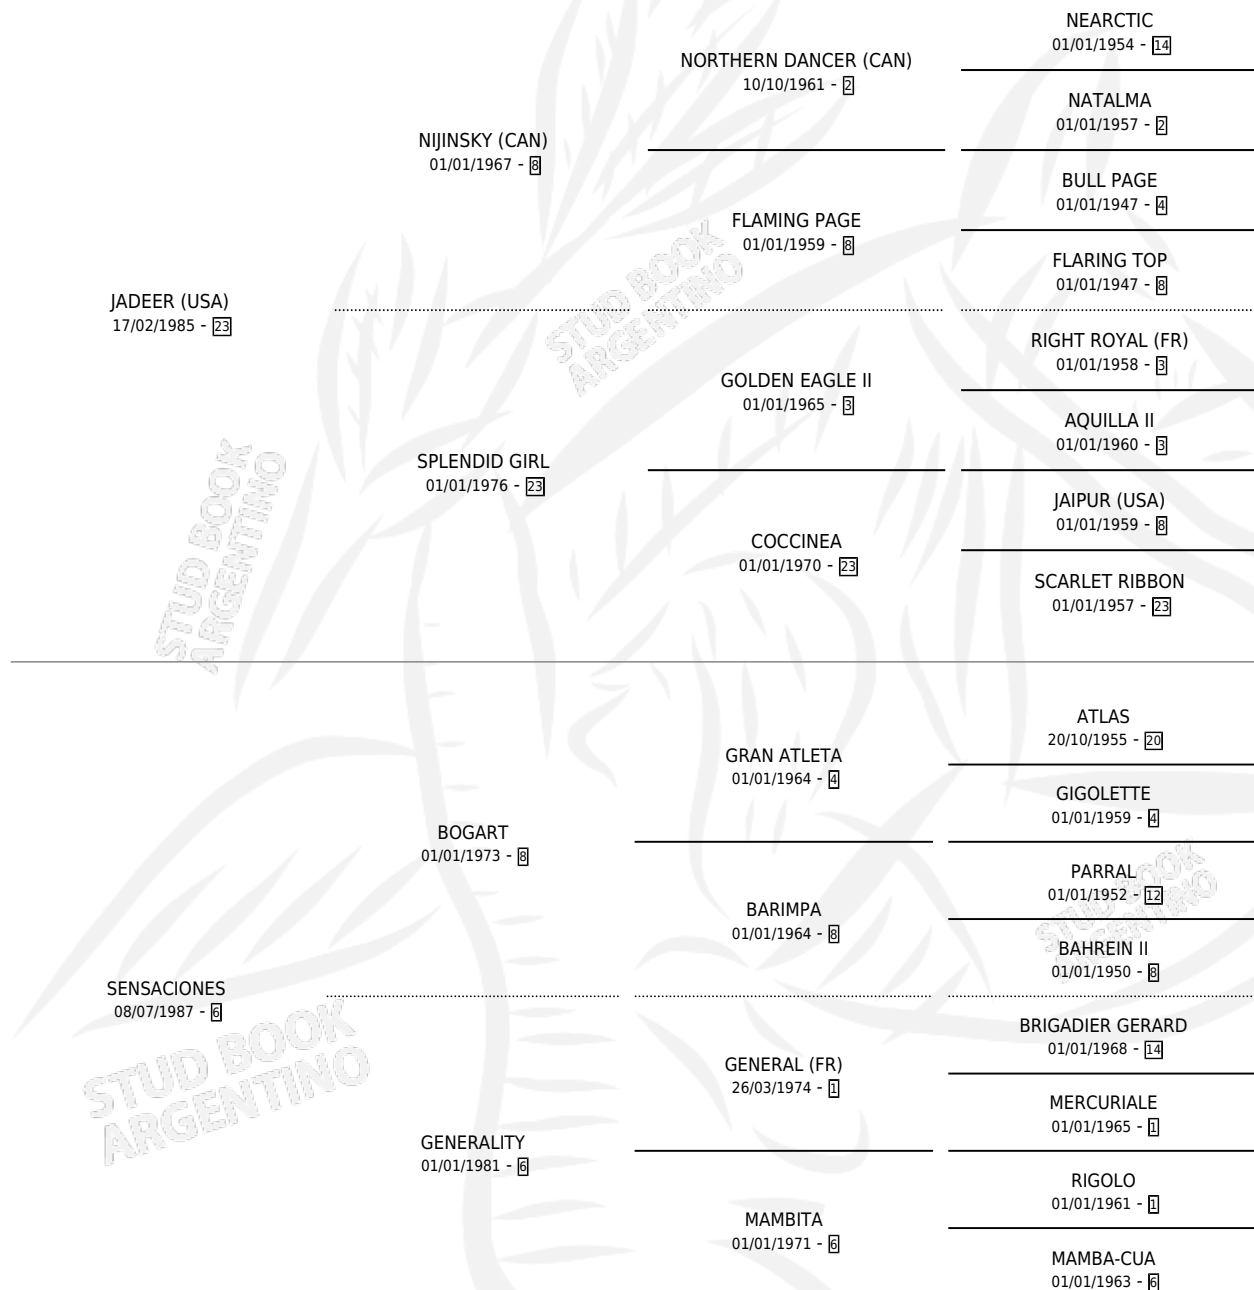 NEARCTIC
01/01/1954 - 14
NORTHERN DANCER (CAN)
10/10/1961 - 2
NATALMA
01/01/1957 - 2
NIJINSKY (CAN)
01/01/1967 - 8
BULL PAGE
01/01/1947 - 4
FLAMING PAGE
01/01/1959 - 8
FLARING TOP
01/01/1947 - 8
JADEER (USA)
17/02/1985 - 23
RIGHT ROYAL (FR)
01/01/1958 - 3
GOLDEN EAGLE II
01/01/1965 - 3
AQUILLA II
01/01/1960 - 3
SPLENDID GIRL
01/01/1976 - 23
JAIPUR (USA)
01/01/1959 - 8
COCCINEA
01/01/1970 - 23
SCARLET RIBBON
01/01/1957 - 23
STUD BOOK
ARGENTINO
STUD BOOK
ARGENTINO
ATLAS
20/10/1955 - 20
GRAN ATLETA
01/01/1964 - 4
GIGOLETTE
01/01/1959 - 4
BOGART
01/01/1973 - 8
PARRAL
01/01/1952 - 12
BARIMPA
01/01/1964 - 8
BAHREIN II
01/01/1950 - 8
SENSACIONES
08/07/1987 - 6
BRIGADIER GERARD
01/01/1968 - 14
GENERAL (FR)
26/03/1974 - 1
MERCURIALE
01/01/1965 - 1
GENERALITY
01/01/1981 - 6
RIGOLO
01/01/1961 - 1
MAMBITA
01/01/1971 - 6
MAMBA-CUA
01/01/1963 - 6
STUD BOOK
ARGENTINO
STUD BOOK
ARGENTINO